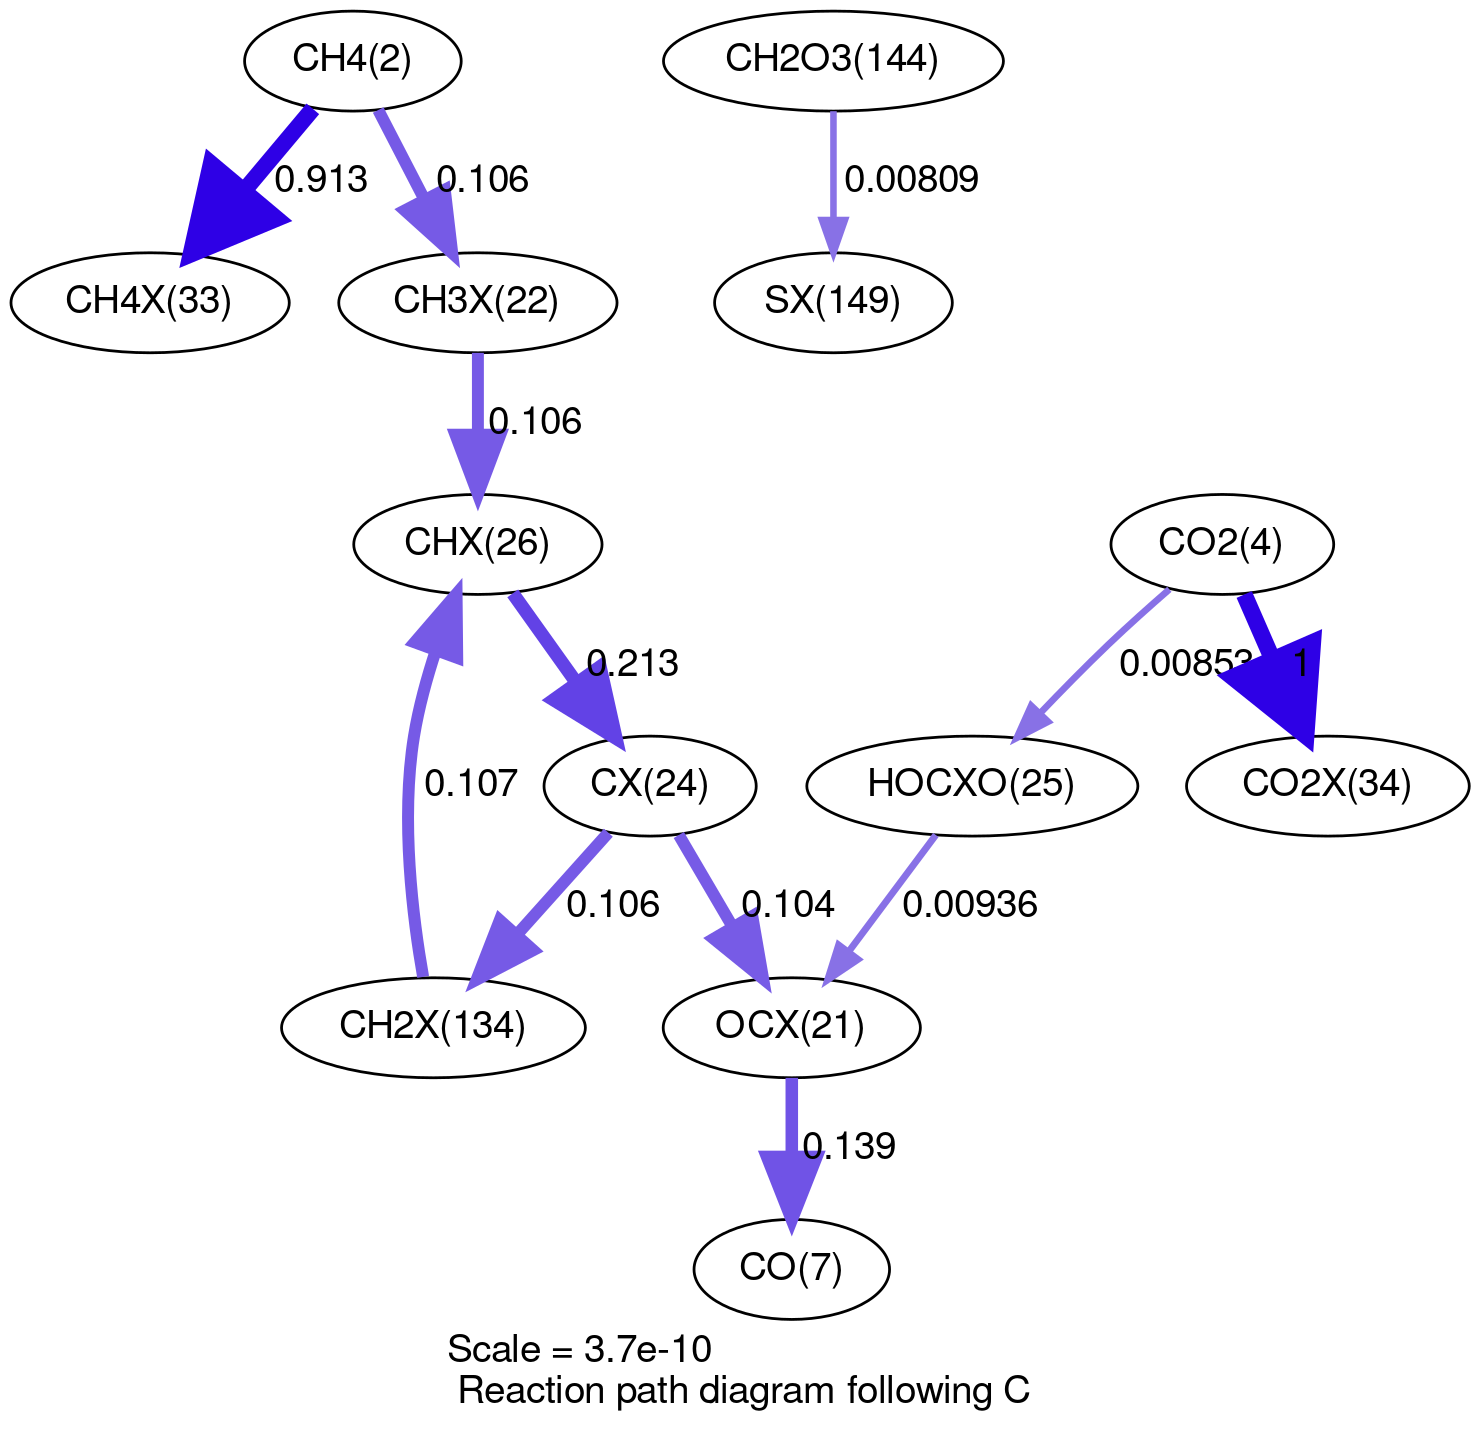 CH4(2)
CH2O3(144)
0.913
0.106
0.00809
CH4X(33)
CH3X(22)
SX(149)
0.106
CHX(26)
CO2(4)
0.213
0.00853
1
0.107
CX(24)
HOCXO(25)
CO2X(34)
0.106
0.104
0.00936
CH2X(134)
OCX(21)
0.139
CO(7)
Scale = 3.7e-10
Reaction path diagram following C